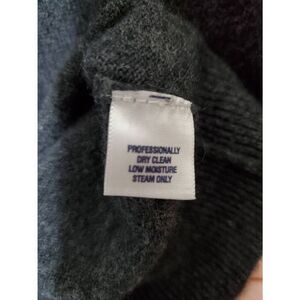 PROFESSIONALLY
DRY CLEAN
LOW MOISTURE
STEAM ONLY